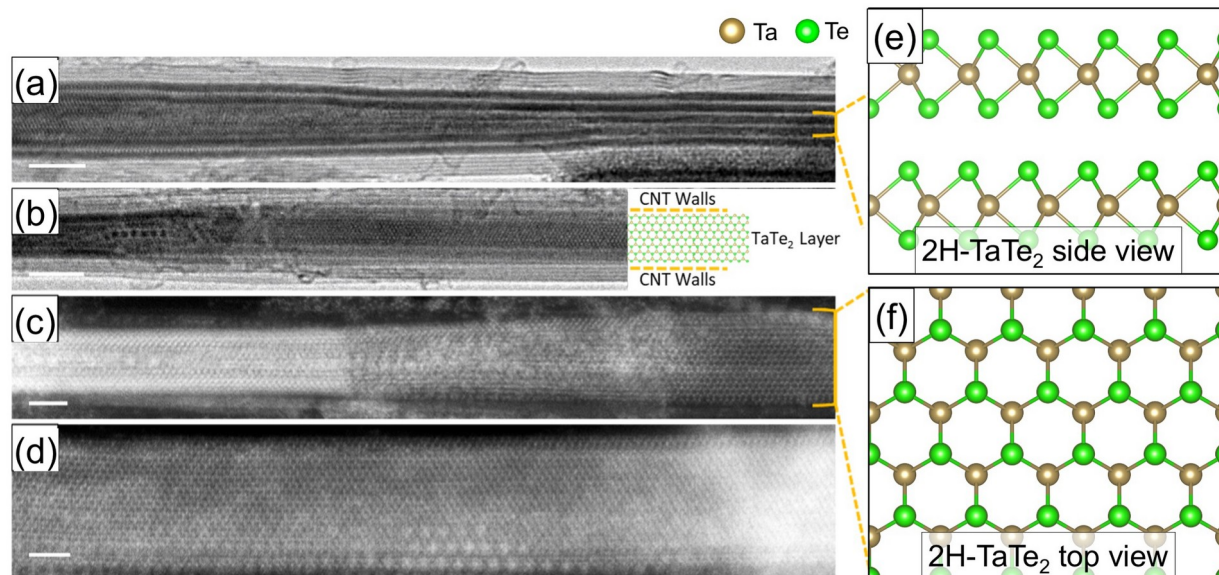 Ta Te
(a)
(b)
CNT Walls
TaTe₂ Layer
CNT Walls
(c)
(d)
(e)
2H-TaTe₂ side view
(f)
2H-TaTe₂ top view